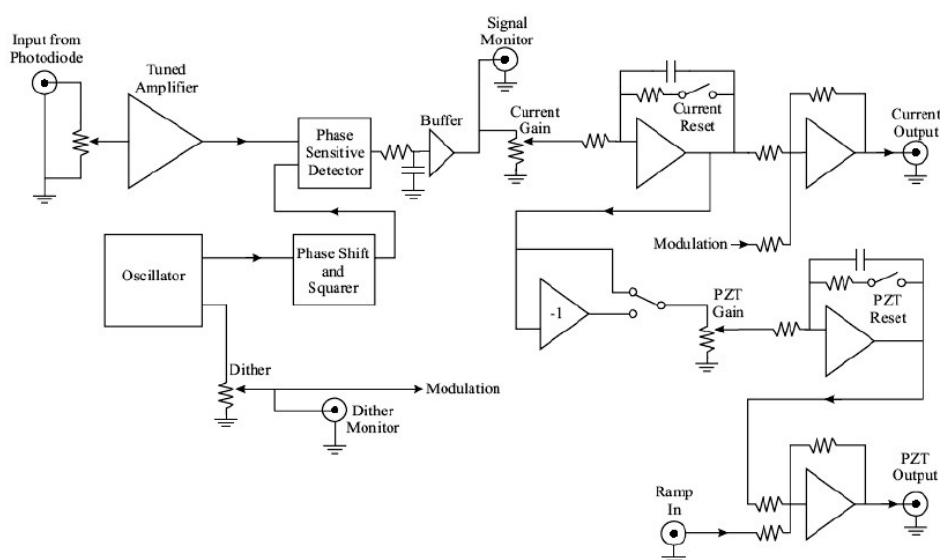 Input from
Photodiode
Tuned
Amplifier
Signal
Monitor
Phase
Sensitive
Detector
Buffer
Current
Gain
Current
Reset
Current
Output
Modulation
Oscillator
Phase Shift
and
Squarer
-1
PZT
Gain
PZT
Reset
Dither
Modulation
Dither
Monitor
Ramp
In
PZT
Output